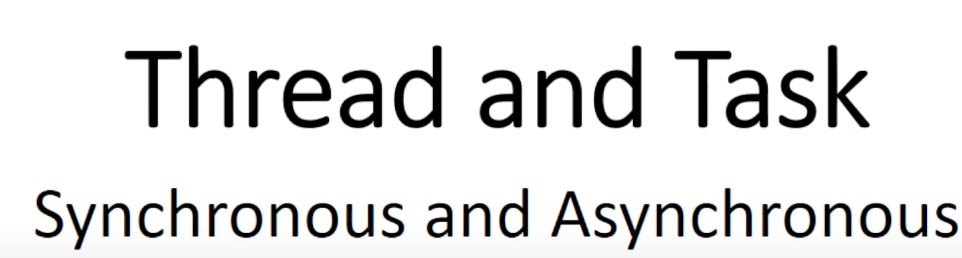 Thread and Task
Synchronous and Asynchronous